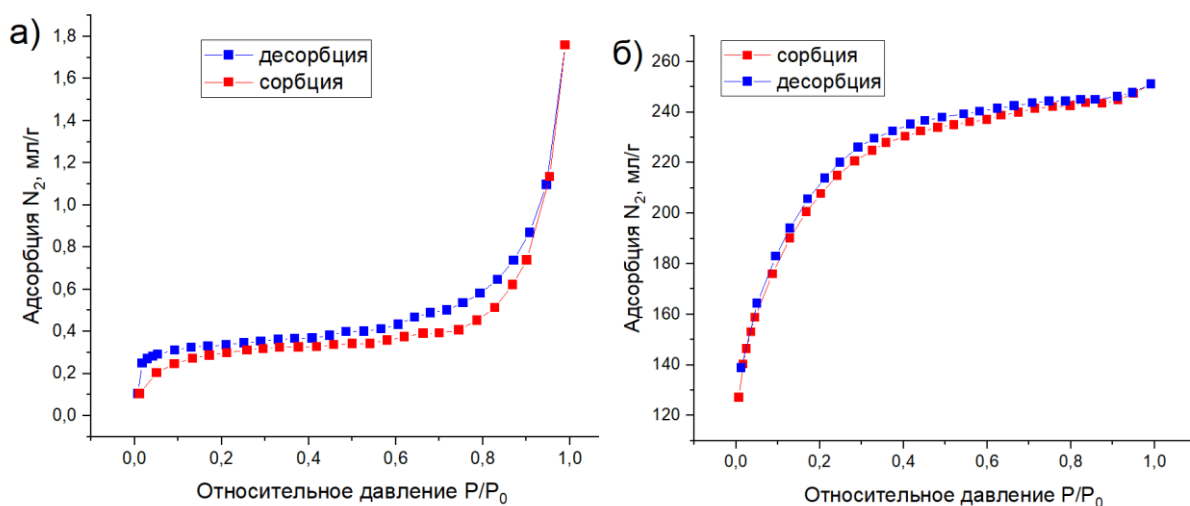 а)
десорбция
сорбция
Адсорбция N₂, мл/г
1,8
1,6
1,4
1,2
1,0
0,8
0,6
0,4
0,2
0,0
0,0 0,2 0,4 0,6 0,8 1,0
Относительное давление P/P₀
б)
сорбция
десорбция
Адсорбция N₂, мл/г
260
240
220
200
180
160
140
120
0,0 0,2 0,4 0,6 0,8 1,0
Относительное давление P/P₀